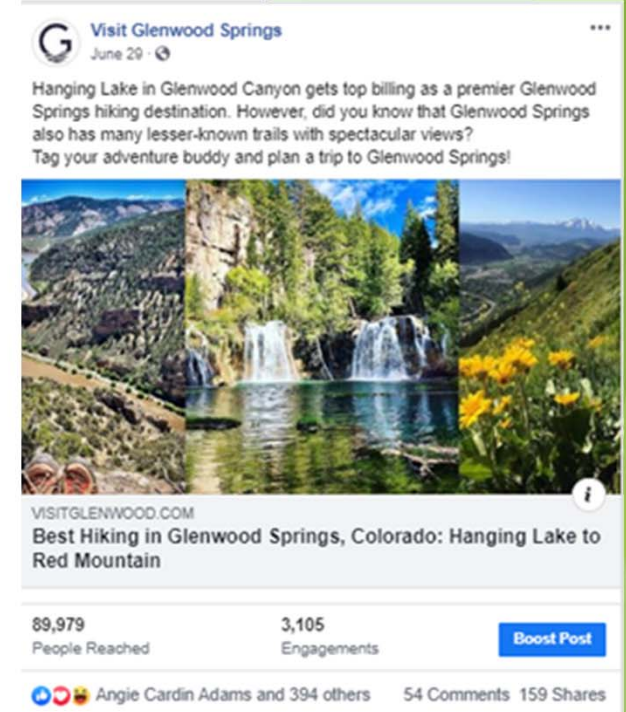 Visit Glenwood Springs
June 29 ·
Hanging Lake in Glenwood Canyon gets top billing as a premier Glenwood
Springs hiking destination. However, did you know that Glenwood Springs
also has many lesser-known trails with spectacular views?
Tag your adventure buddy and plan a trip to Glenwood Springs!
i
VISITGLENWOOD.COM
Best Hiking in Glenwood Springs, Colorado: Hanging Lake to
Red Mountain
89,979 3,105
People Reached Engagements Boost Post
Angie Cardin Adams and 394 others 54 Comments 159 Shares